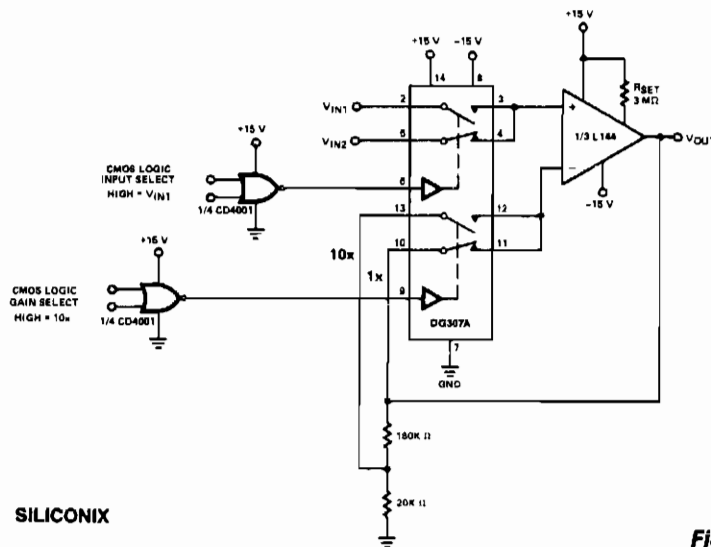 +15 V
+15 V
-15 V
14
8
RSET
3 MΩ
VIN1
2
3
+
1/3 L144
VOUT
VIN2
5
4
−
-15 V
+15 V
CMOS LOGIC
INPUT SELECT
HIGH = VIN1
1/4 CD4001
6
13
12
10x
10
11
1x
+15 V
CMOS LOGIC
GAIN SELECT
HIGH = 10x
1/4 CD4001
9
DG307A
7
GND
180K Ω
20K Ω
SILICONIX